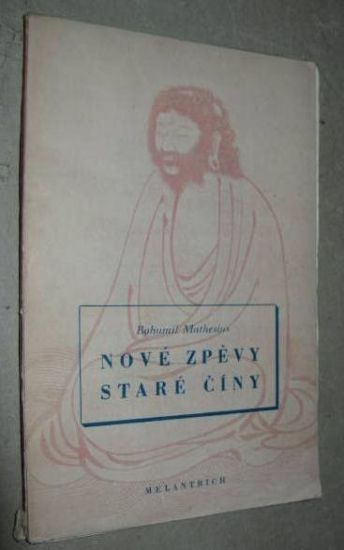 Bohumil Mathesius
NOVÉ ZPĚVY
STARÉ ČÍNY
MELANTRICH